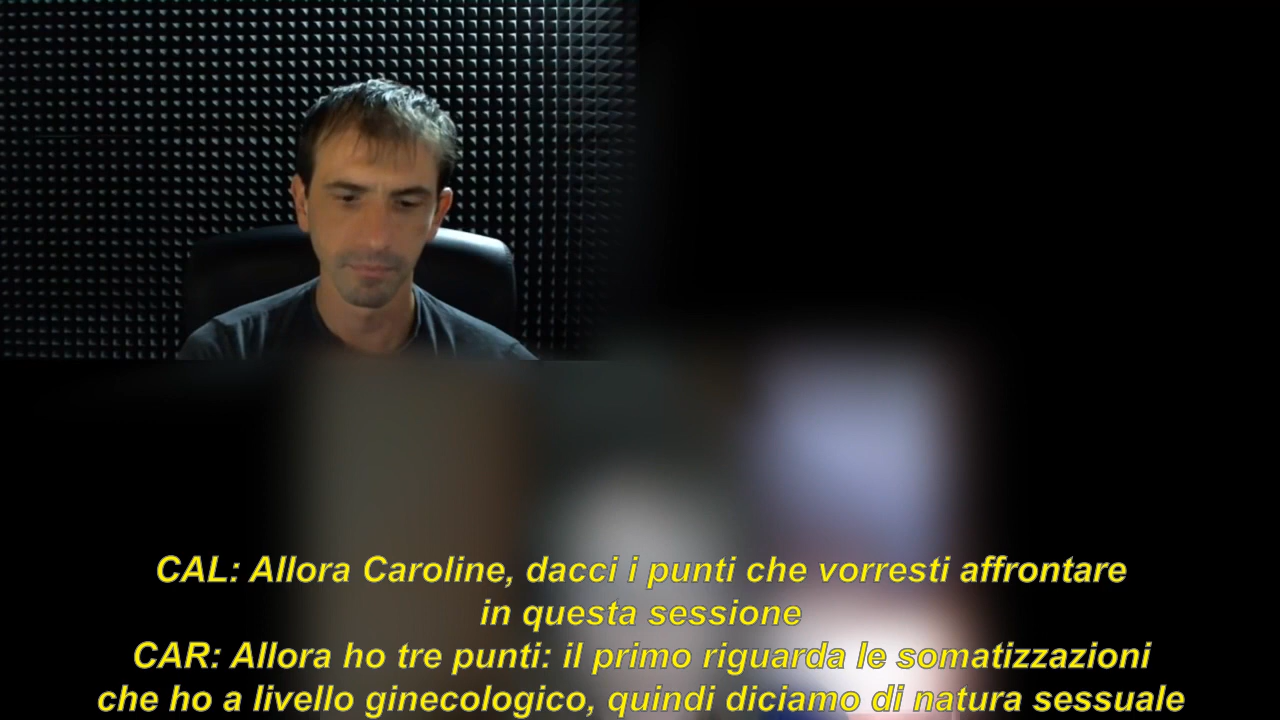 CAL: Allora Caroline, dacci i punti che vorresti affrontare
in questa sessione
CAR: Allora ho tre punti: il primo riguarda le somatizzazioni
che ho a livello ginecologico, quindi diciamo di natura sessuale